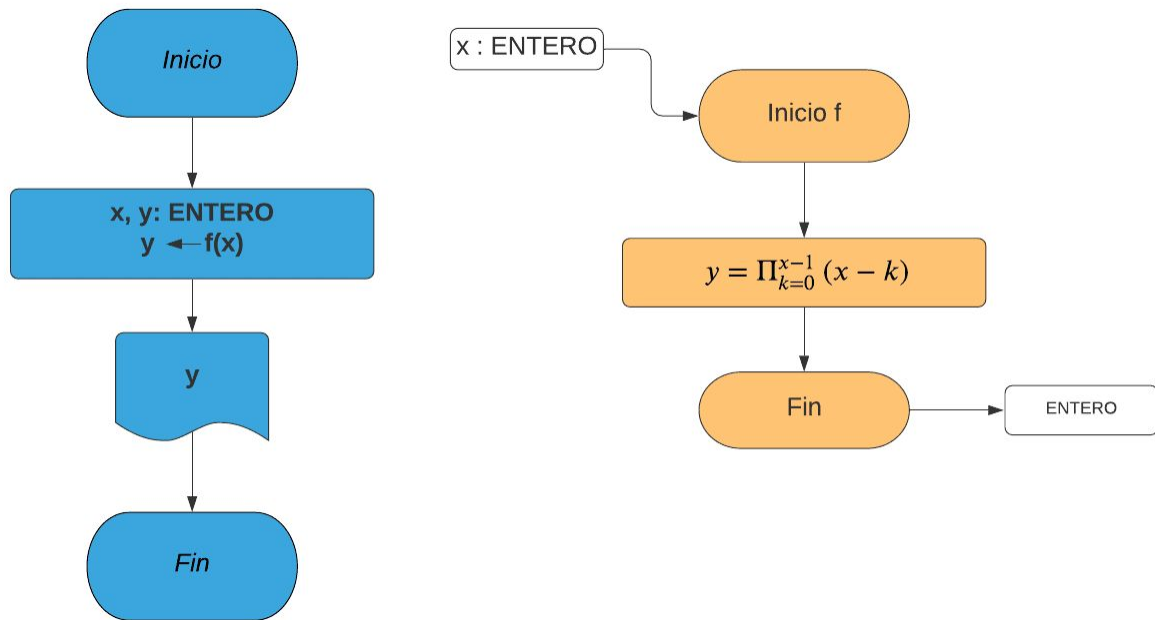 Inicio
x, y: ENTERO
y ← f(x)
y
Fin
x : ENTERO
Inicio f
y = Π_{k=0}^{x−1} (x − k)
Fin
ENTERO